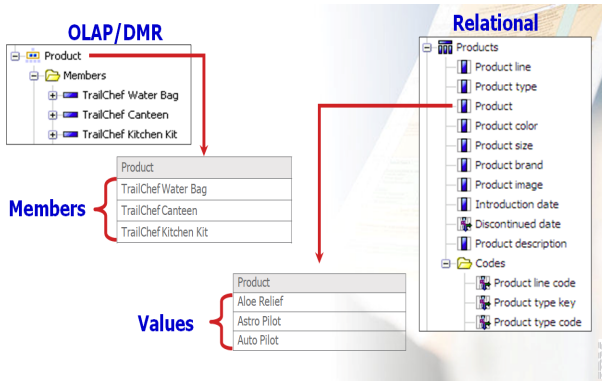 OLAP/DMR
Product
Members
TrailChef Water Bag
TrailChef Canteen
TrailChef Kitchen Kit
Product
TrailChef Water Bag
TrailChef Canteen
TrailChef Kitchen Kit
Members
Relational
Products
Product line
Product type
Product
Product color
Product size
Product brand
Product image
Introduction date
Discontinued date
Product description
Codes
Product line code
Product type key
Product type code
Product
Aloe Relief
Astro Pilot
Auto Pilot
Values